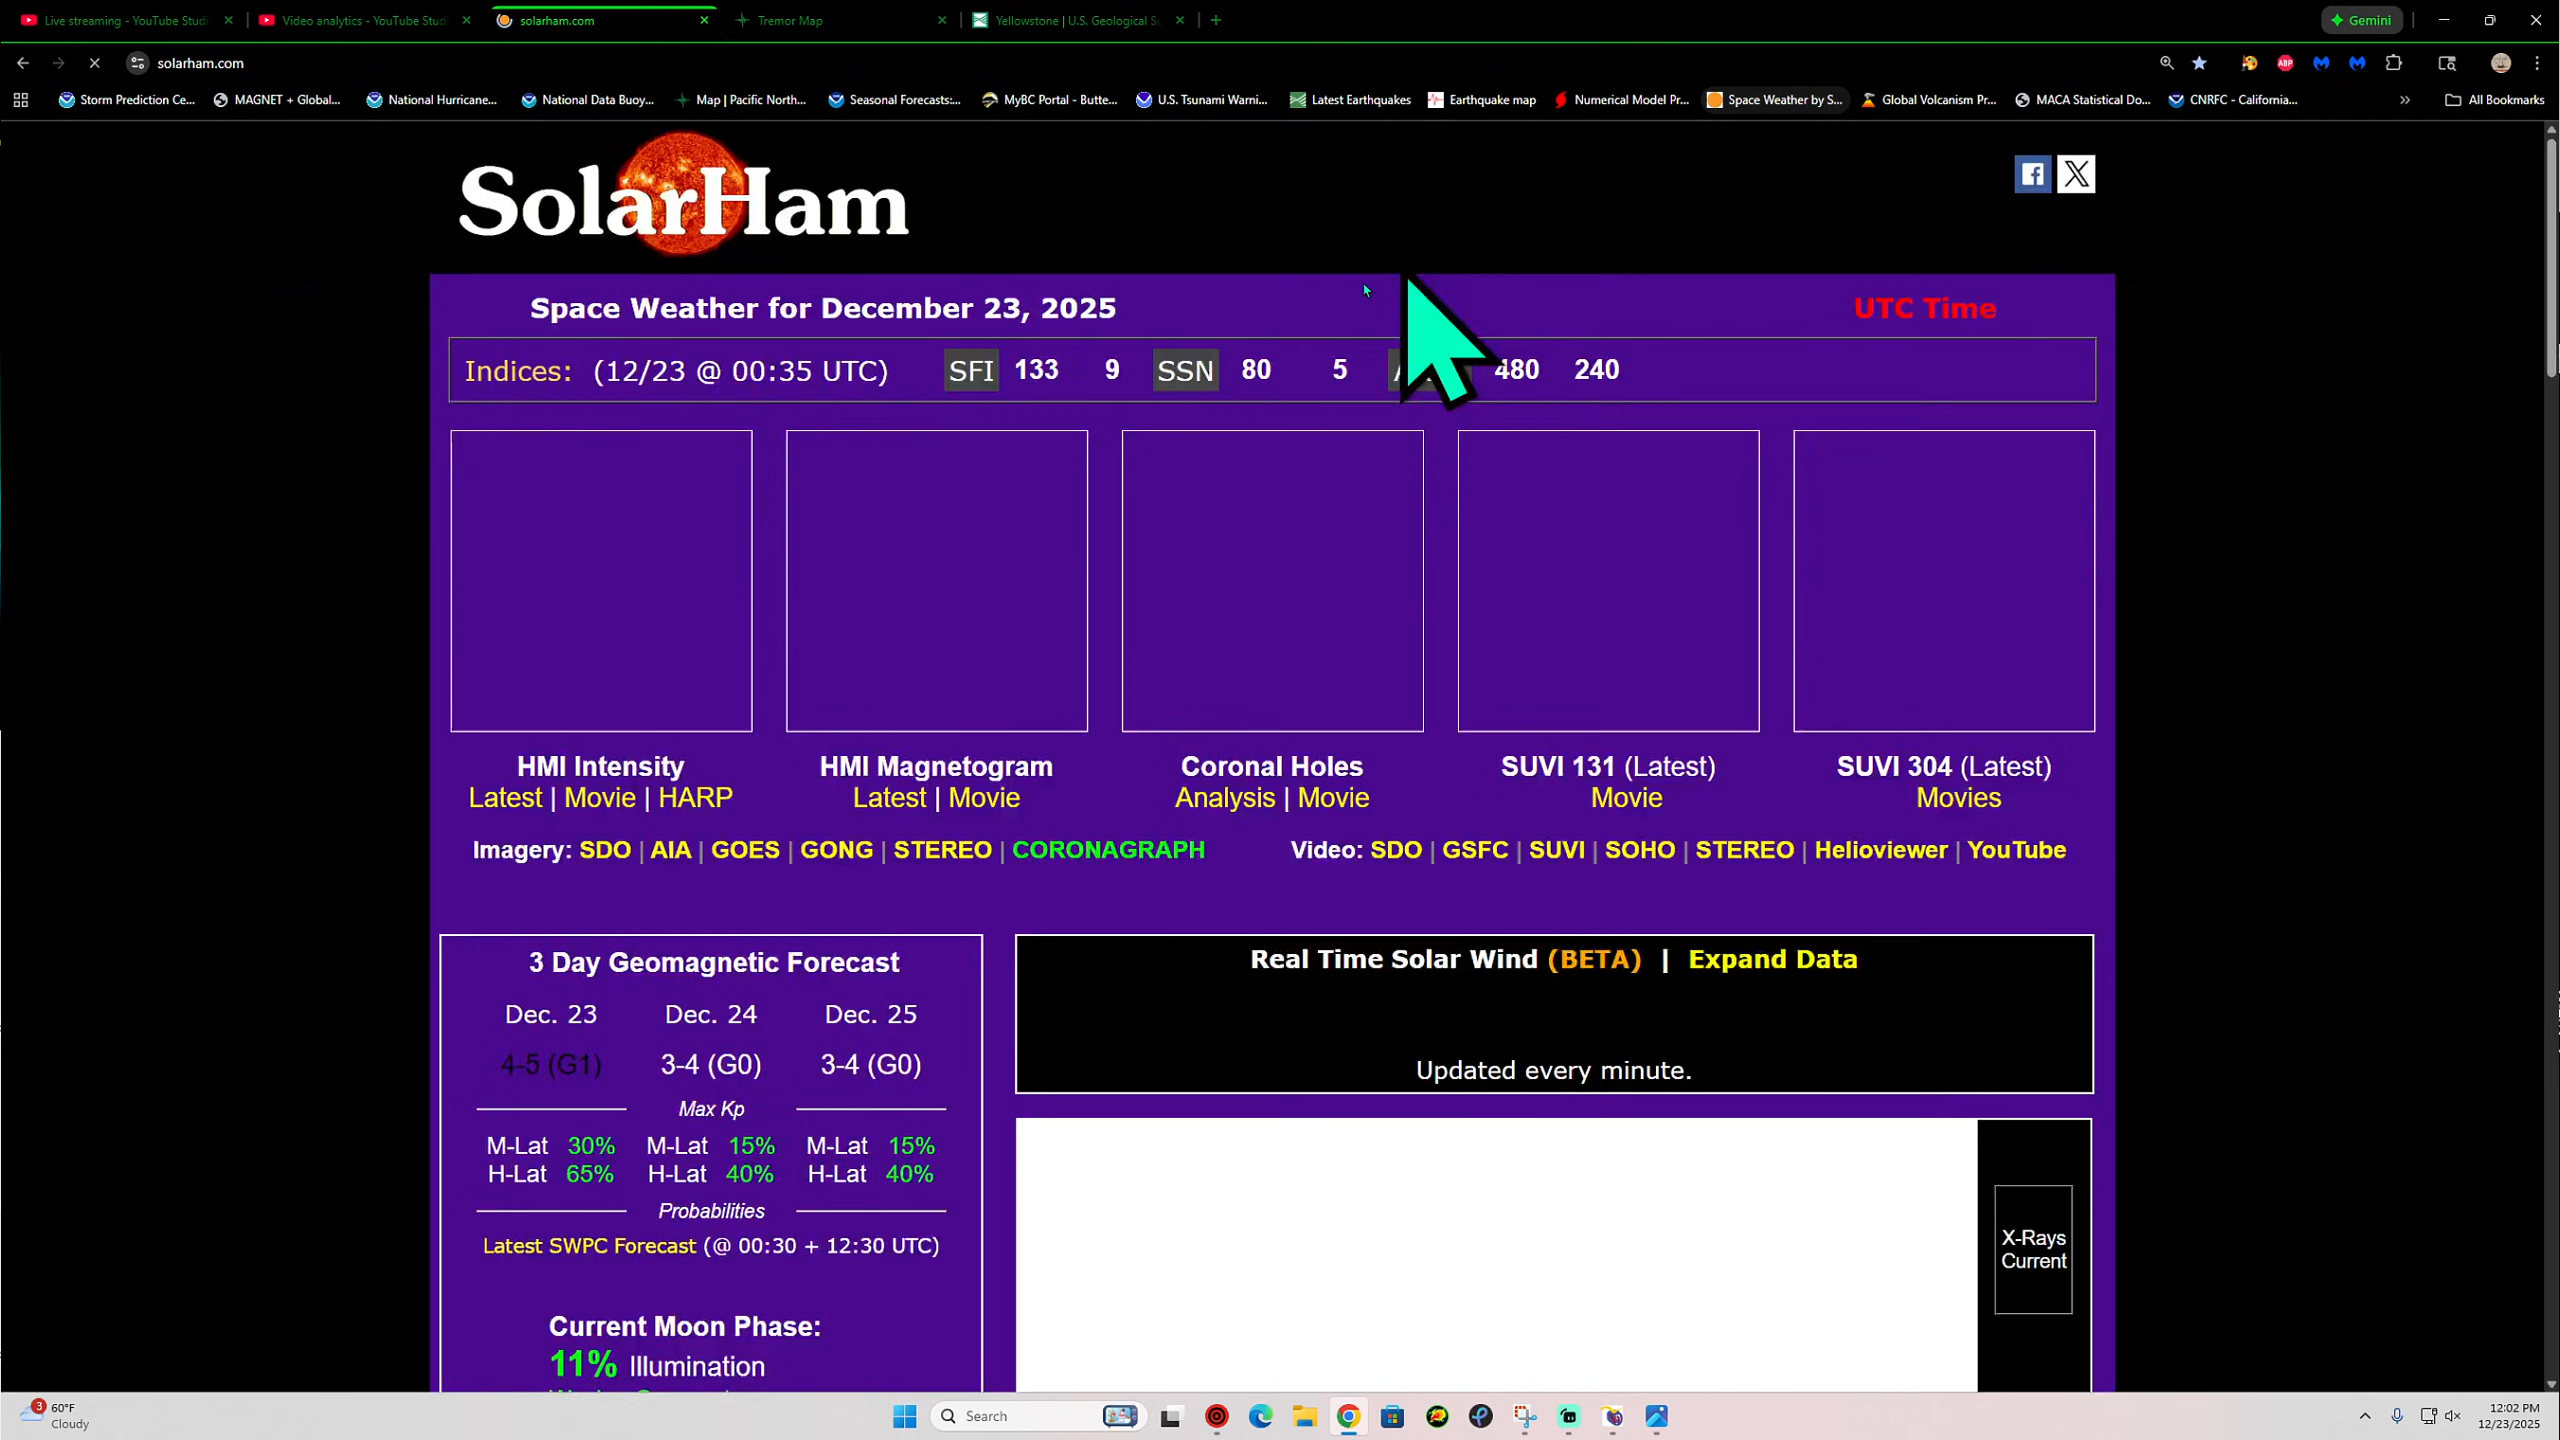 Live streaming - YouTube Studi
Video analytics - YouTube Studi
solarham.com
Tremor Map
Yellowstone | U.S. Geological Su
Gemini
solarham.com
Storm Prediction Ce...
MAGNET + Global...
National Hurricane...
National Data Buoy...
Map | Pacific North...
Seasonal Forecasts:...
MyBC Portal - Butte...
U.S. Tsunami Warni...
Latest Earthquakes
Earthquake map
Numerical Model Pr...
Space Weather by S...
Global Volcanism Pr...
MACA Statistical Do...
CNRFC - California...
All Bookmarks
SolarHam
Space Weather for December 23, 2025
UTC Time
Indices: (12/23 @ 00:35 UTC) SFI 133 9 SSN 80 5 480 240
HMI Intensity
Latest | Movie | HARP
HMI Magnetogram
Latest | Movie
Coronal Holes
Analysis | Movie
SUVI 131 (Latest)
Movie
SUVI 304 (Latest)
Movies
Imagery: SDO | AIA | GOES | GONG | STEREO | CORONAGRAPH
Video: SDO | GSFC | SUVI | SOHO | STEREO | Helioviewer | YouTube
3 Day Geomagnetic Forecast
Dec. 23 Dec. 24 Dec. 25
4-5 (G1) 3-4 (G0) 3-4 (G0)
Max Kp
M-Lat 30% M-Lat 15% M-Lat 15%
H-Lat 65% H-Lat 40% H-Lat 40%
Probabilities
Latest SWPC Forecast (@ 00:30 + 12:30 UTC)
Current Moon Phase:
11% Illumination
Real Time Solar Wind (BETA) | Expand Data
Updated every minute.
X-Rays
Current
3
60°F
Cloudy
Search
12:02 PM
12/23/2025